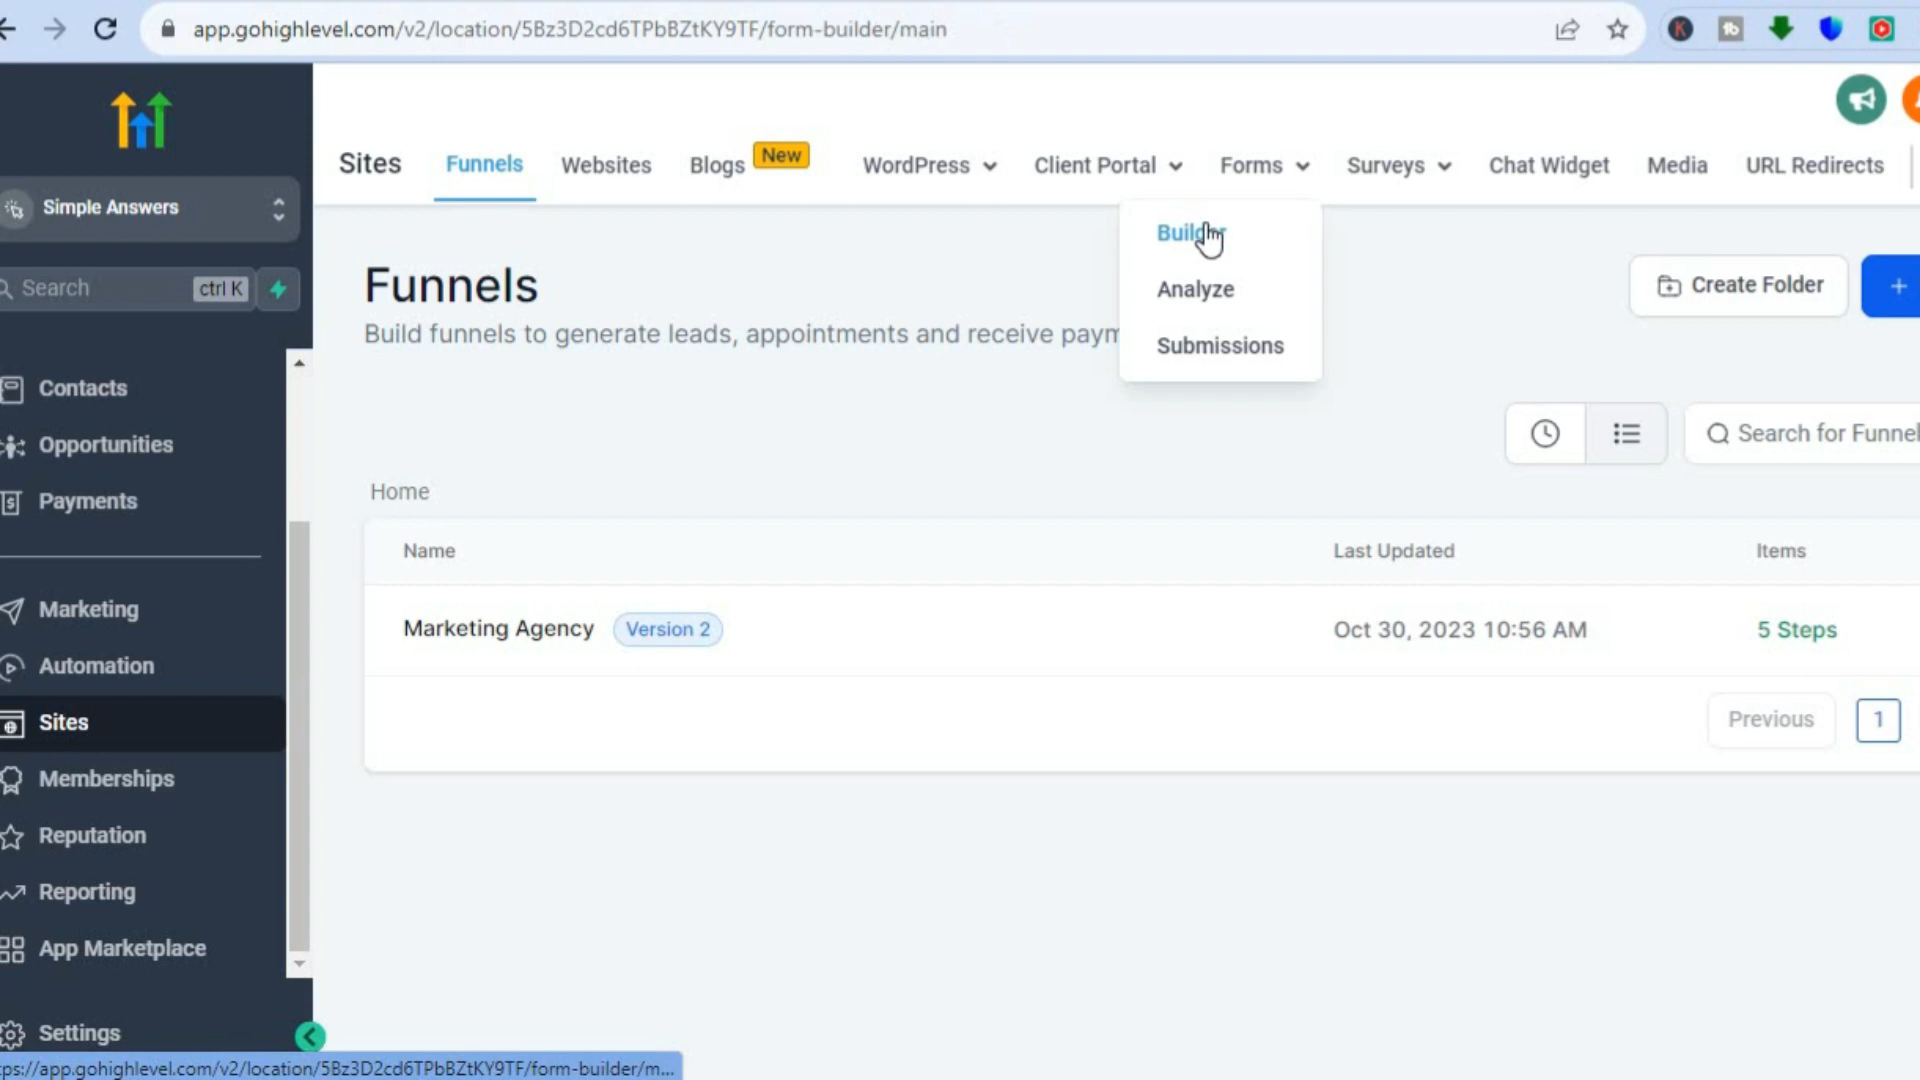 app.gohighlevel.com/v2/location/5Bz3D2cd6TPbBZtKY9TF/form-builder/main
Sites Funnels Websites Blogs New WordPress Client Portal Forms Surveys Chat Widget Media URL Redirects
Simple Answers
Search ctrl K
Contacts
Opportunities
Payments
Marketing
Automation
Sites
Memberships
Reputation
Reporting
App Marketplace
Settings
Builder
Analyze
Submissions
Funnels
Build funnels to generate leads, appointments and receive paym
Create Folder
+
Search for Funnel
Home
Name Last Updated Items
Marketing Agency Version 2 Oct 30, 2023 10:56 AM 5 Steps
Previous 1
ps://app.gohighlevel.com/v2/location/5Bz3D2cd6TPbBZtKY9TF/form-builder/m...